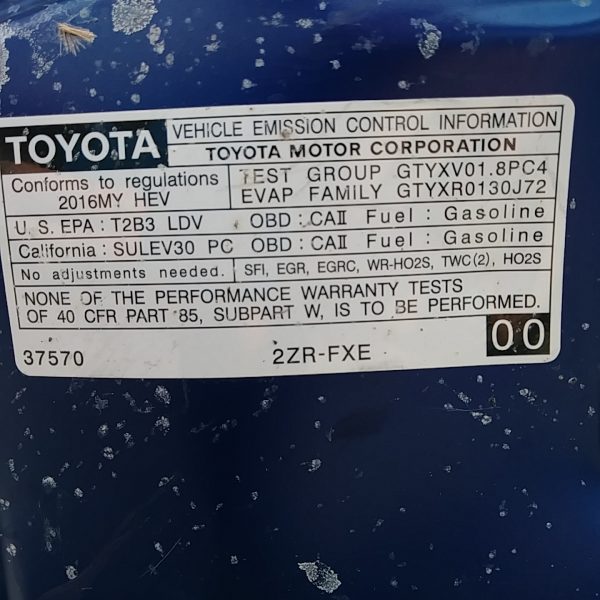 TOYOTA
VEHICLE EMISSION CONTROL INFORMATION
TOYOTA MOTOR CORPORATION
Conforms to regulations
2016MY HEV
TEST GROUP GTYXV01.8PC4
EVAP FAMILY GTYXR0130J72
U.S. EPA : T2B3 LDV OBD : CAII Fuel : Gasoline
California : SULEV30 PC OBD : CAII Fuel : Gasoline
No adjustments needed. SFI, EGR, EGRC, WR-HO2S, TWC(2), HO2S
NONE OF THE PERFORMANCE WARRANTY TESTS
OF 40 CFR PART 85, SUBPART W, IS TO BE PERFORMED.
37570 2ZR-FXE 00